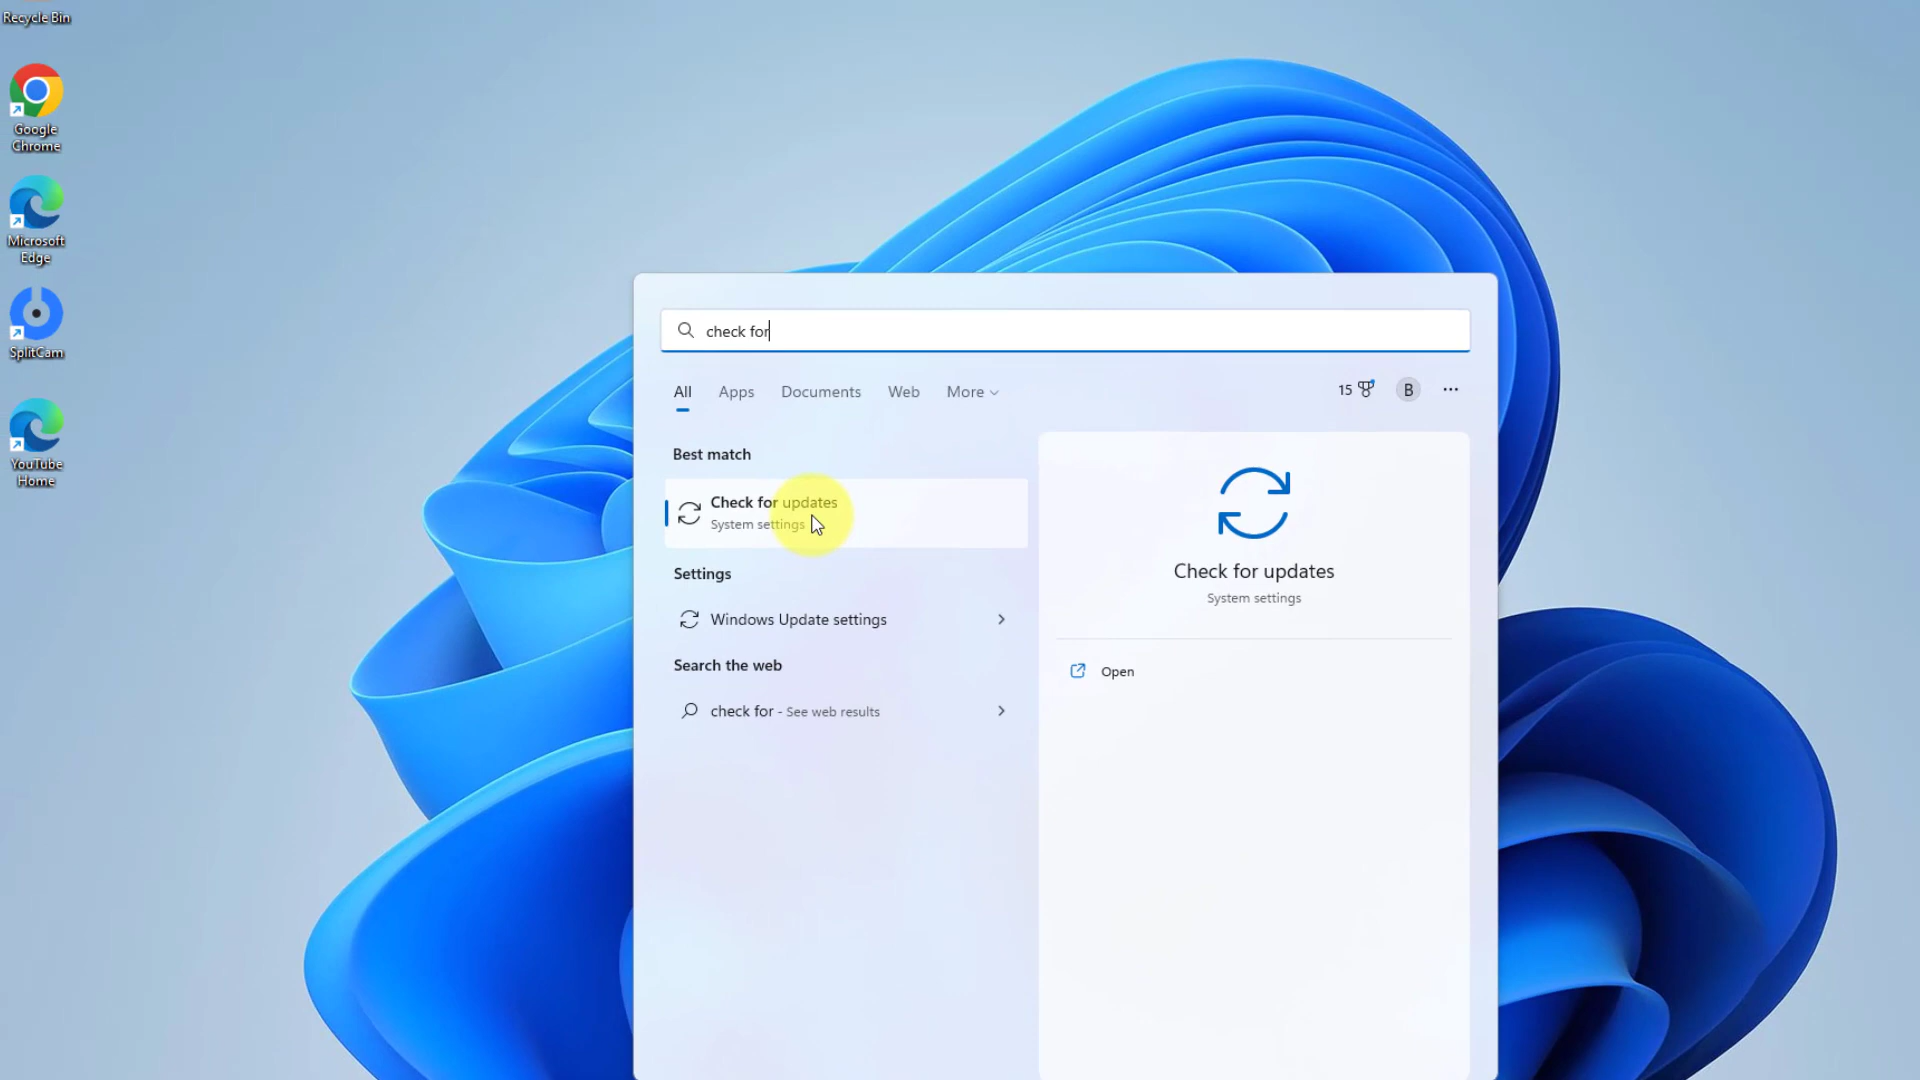 Recycle Bin
Google
Chrome
Microsoft
Edge
SplitCam
YouTube
Home
check for
All Apps Documents Web More 15 B
Best match
Check for updates
System settings
Settings
Windows Update settings
Search the web
check for - See web results
Check for updates
System settings
Open